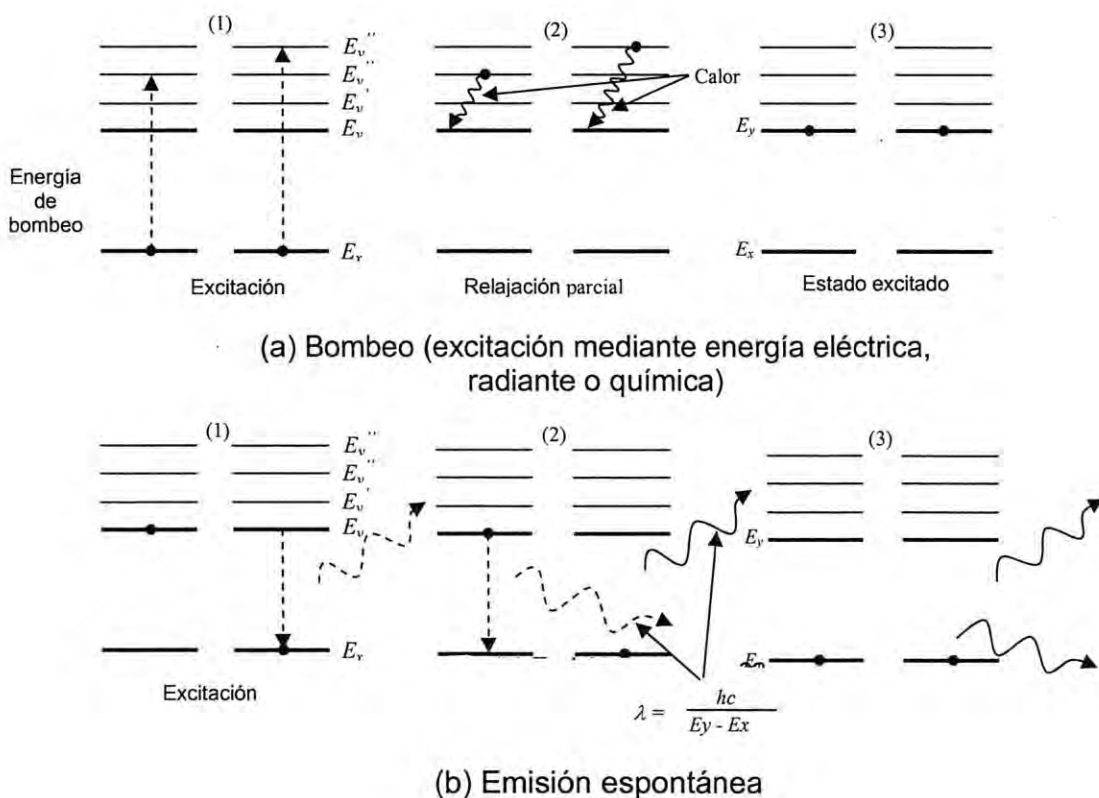 (1)
(2)
(3)
E_v''
E_v''
E_v'
E_v
Calor
E_y
Energía
de
bombeo
E_x
E_x
Excitación
Relajación parcial
Estado excitado
(a) Bombeo (excitación mediante energía eléctrica,
radiante o química)
(1)
(2)
(3)
E_v''
E_v''
E_v'
E_v
E_y
E_x
Excitación
λ = hc / Ey - Ex
(b) Emisión espontánea